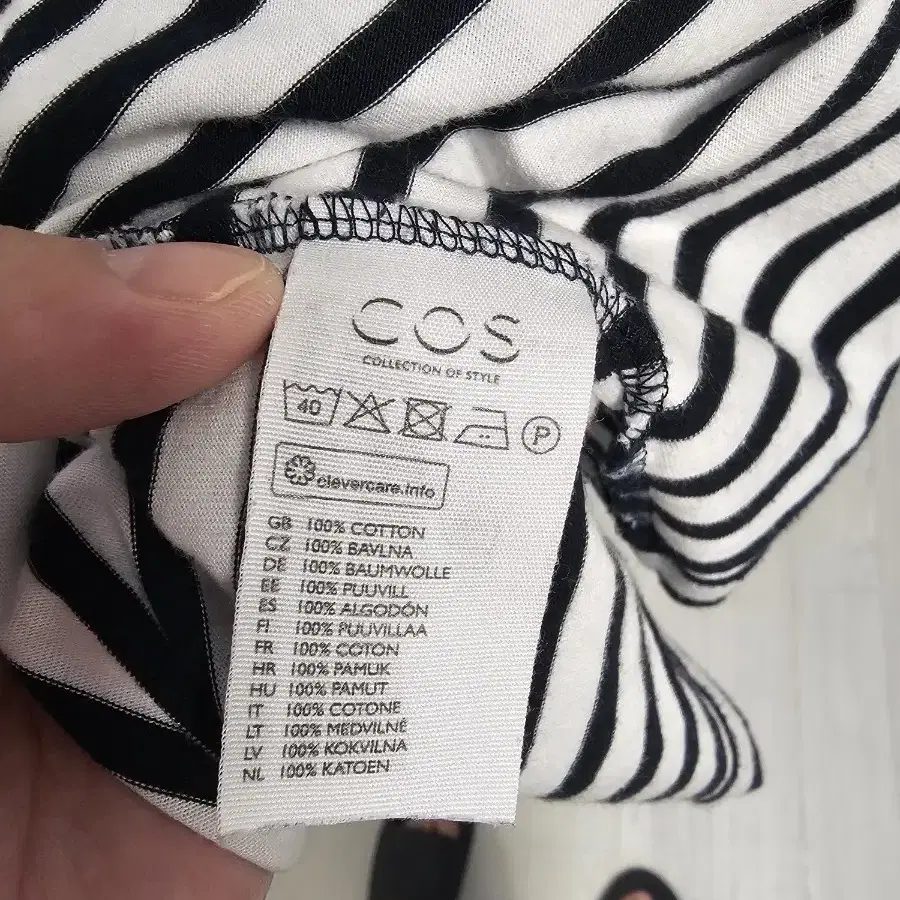 COS
COLLECTION OF STYLE
40 P
clevercare.info
GB 100% COTTON
CZ 100% BAVLNA
DE 100% BAUMWOLLE
EE 100% PUUVILL
ES 100% ALGODÓN
FI 100% PUUVILLAA
FR 100% COTON
HR 100% PAMUK
HU 100% PAMUT
IT 100% COTONE
LT 100% MEDVILNĖ
LV 100% KOKVILNA
NL 100% KATOEN